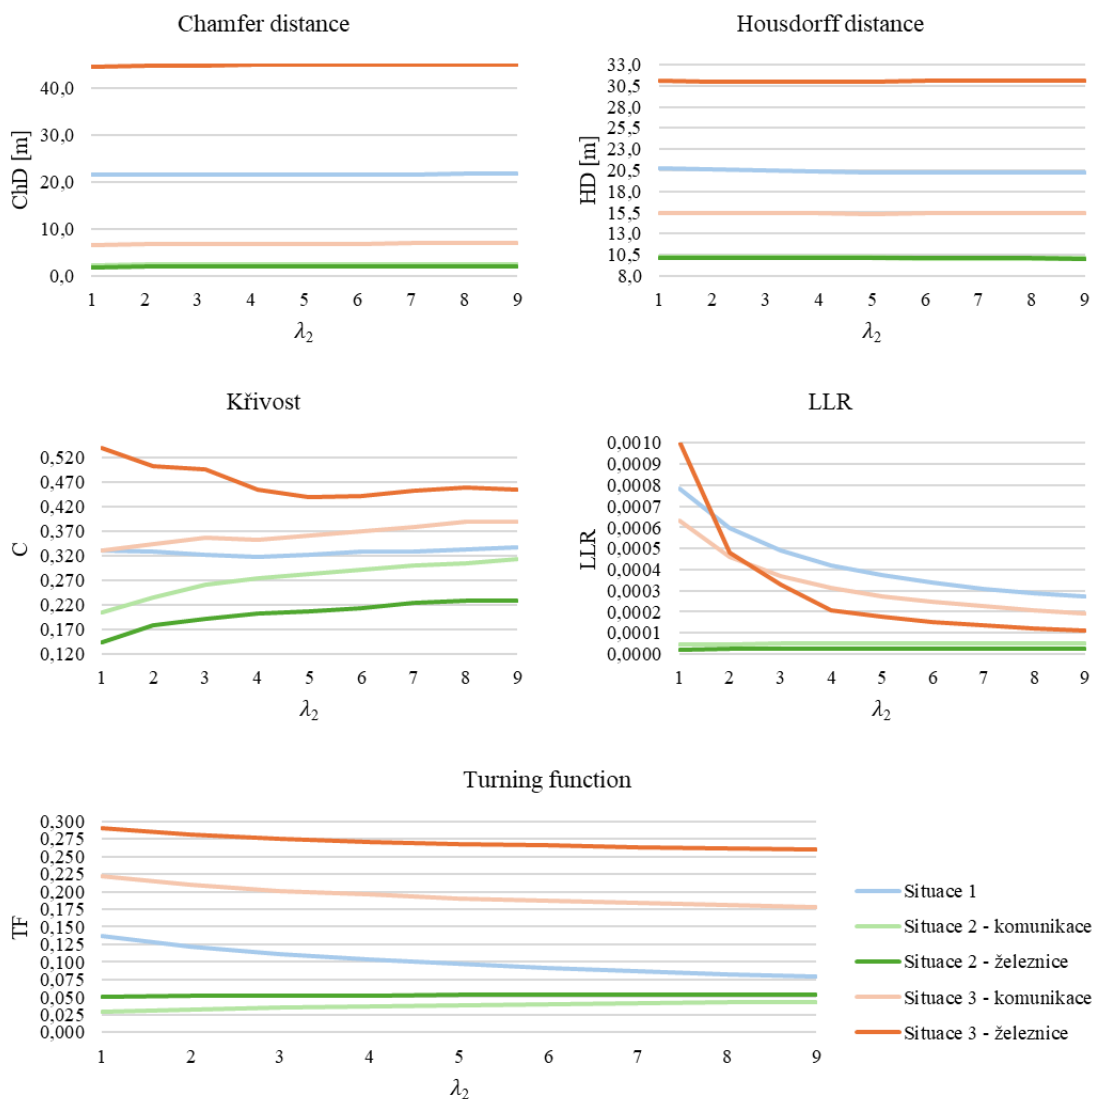 Chamfer distance
ChD [m]
40,0
30,0
20,0
10,0
0,0
1 2 3 4 5 6 7 8 9
λ2
Housdorff distance
HD [m]
33,0
30,5
28,0
25,5
23,0
20,5
18,0
15,5
13,0
10,5
8,0
1 2 3 4 5 6 7 8 9
λ2
Křivost
C
0,520
0,470
0,420
0,370
0,320
0,270
0,220
0,170
0,120
1 2 3 4 5 6 7 8 9
λ2
LLR
LLR
0,0010
0,0009
0,0008
0,0007
0,0006
0,0005
0,0004
0,0003
0,0002
0,0001
0,0000
1 2 3 4 5 6 7 8 9
λ2
Turning function
TF
0,300
0,275
0,250
0,225
0,200
0,175
0,150
0,125
0,100
0,075
0,050
0,025
0,000
1 2 3 4 5 6 7 8 9
λ2
Situace 1
Situace 2 - komunikace
Situace 2 - železnice
Situace 3 - komunikace
Situace 3 - železnice